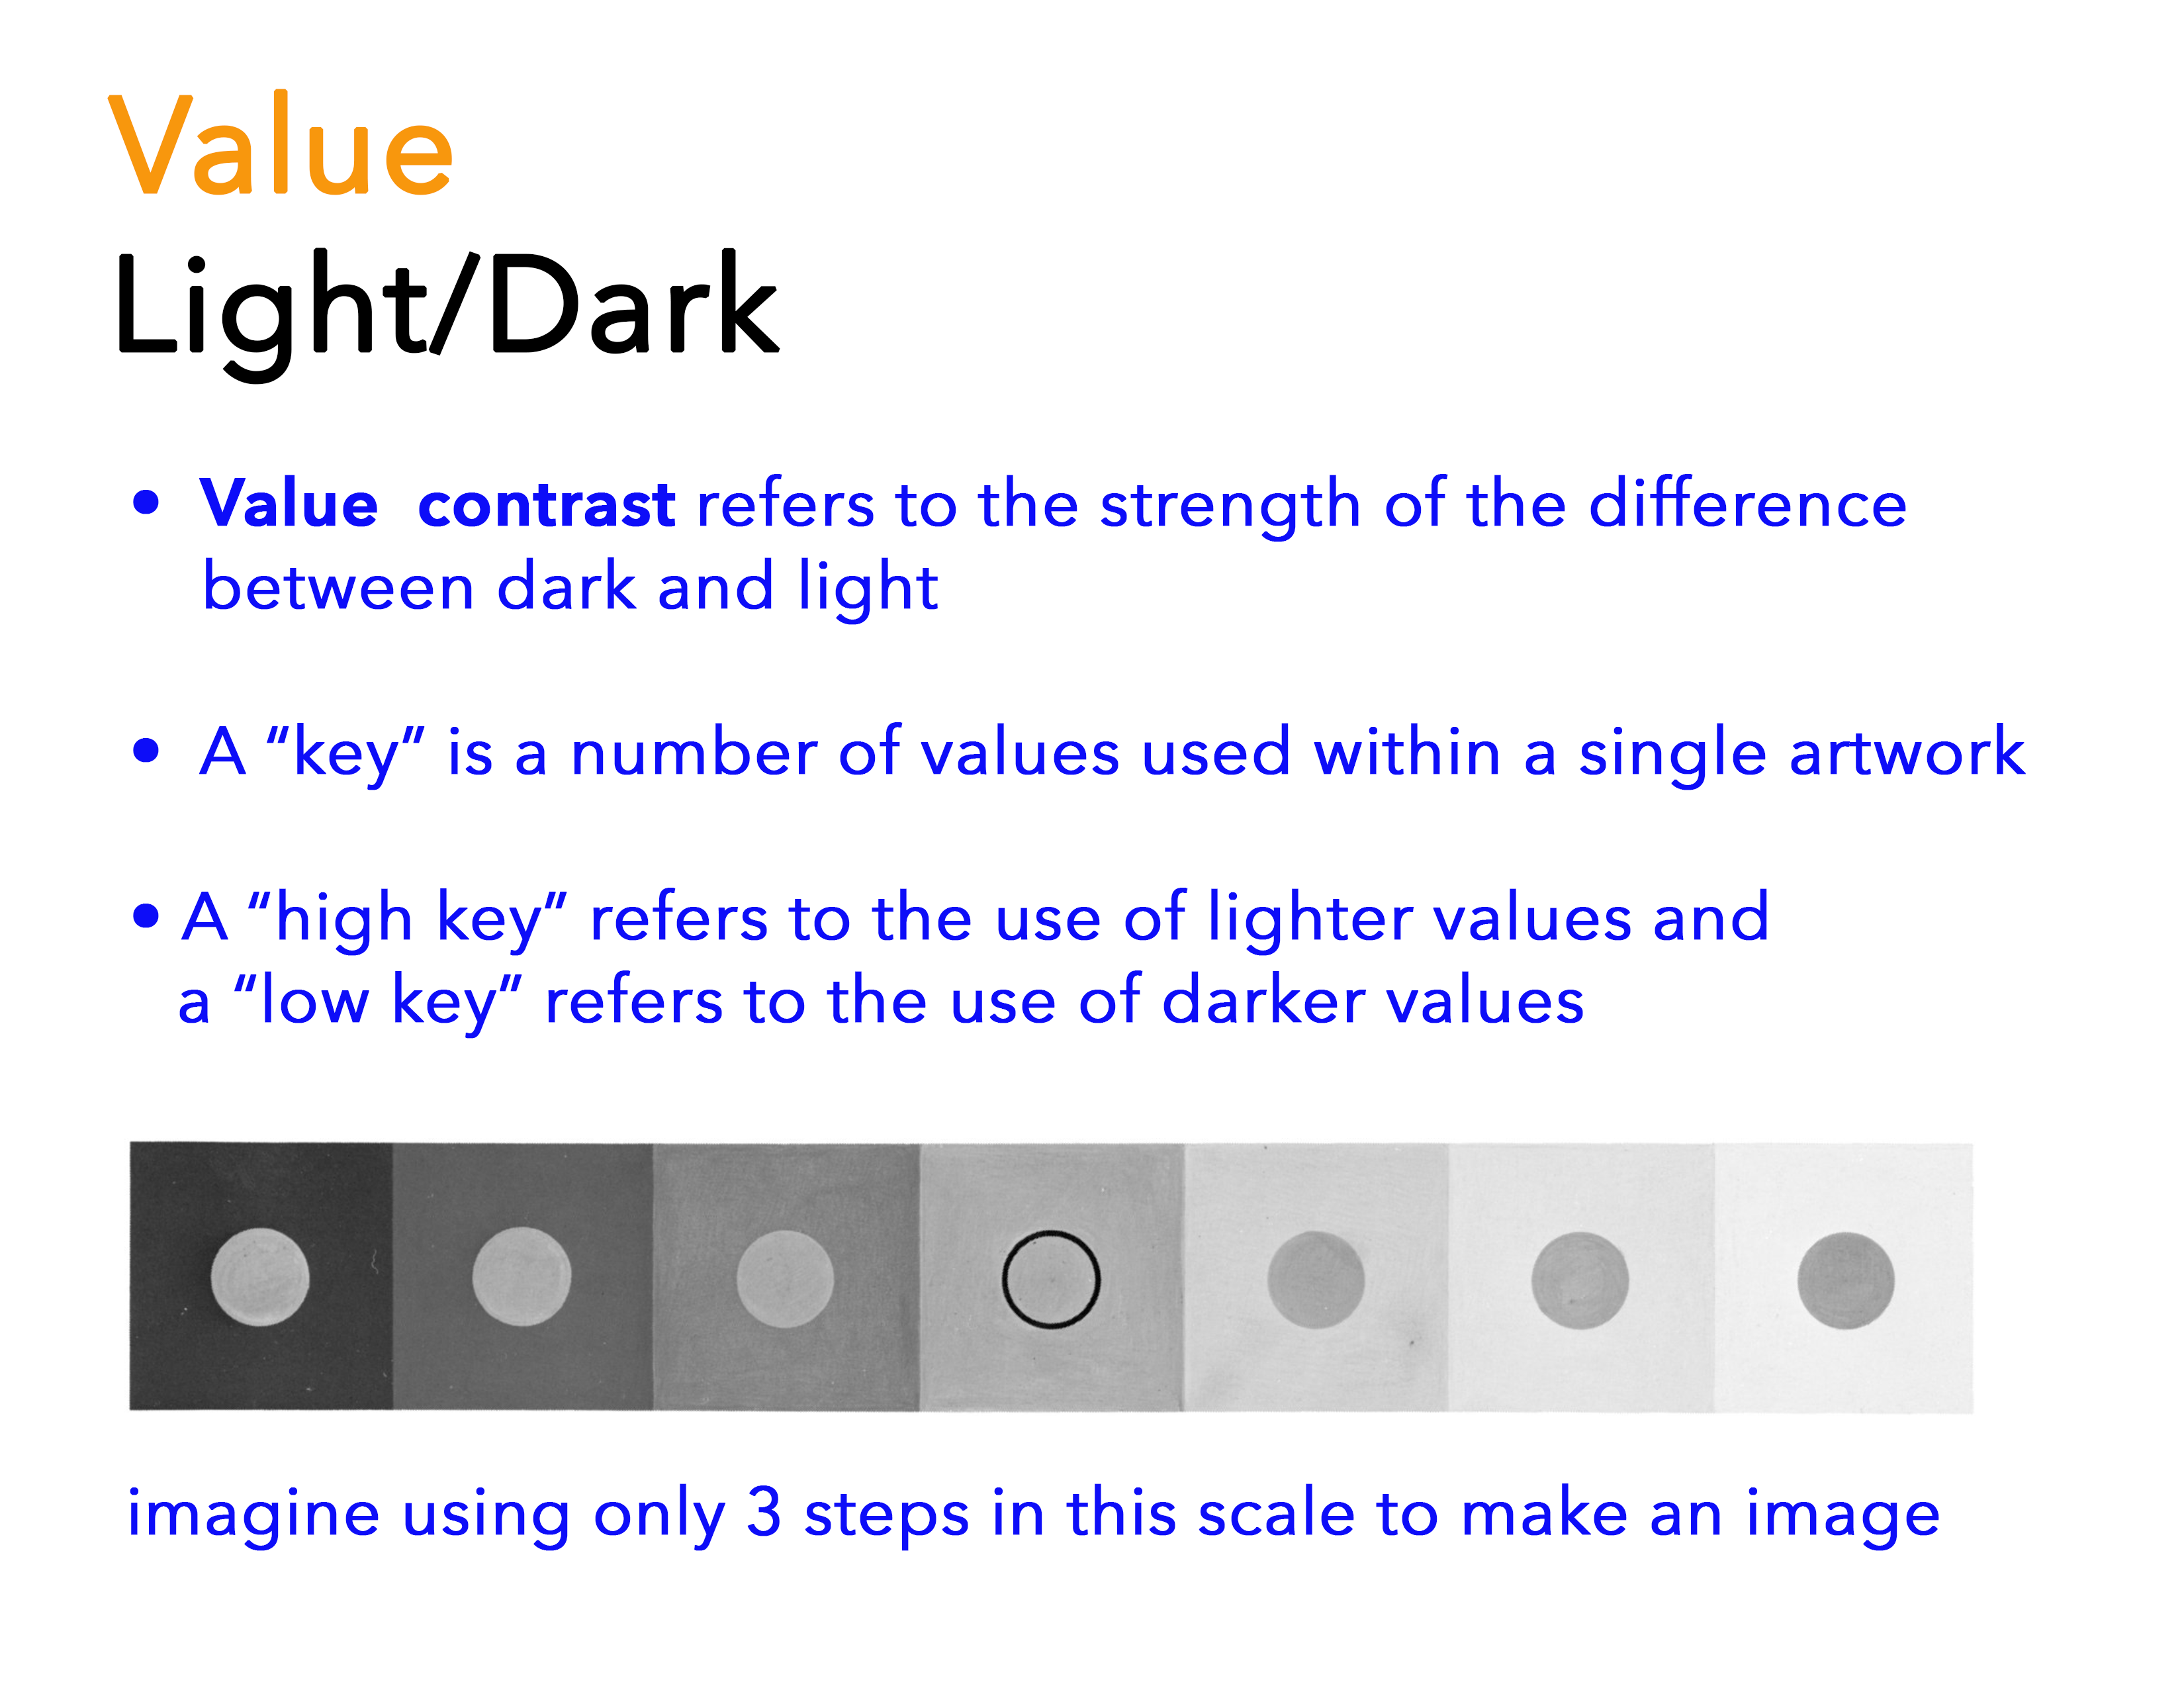 Value
Light/Dark
• Value contrast refers to the strength of the difference
between dark and light
• A “key” is a number of values used within a single artwork
• A “high key” refers to the use of lighter values and
a “low key” refers to the use of darker values
imagine using only 3 steps in this scale to make an image